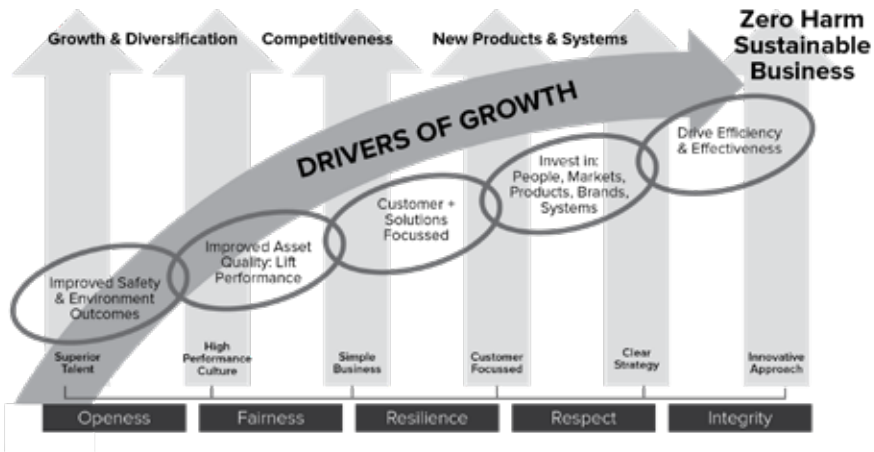 Growth & Diversification
Competitiveness
New Products & Systems
Zero Harm
Sustainable
Business
DRIVERS OF GROWTH
Improved Safety
& Environment
Outcomes
Improved Asset
Quality: Lift
Performance
Customer +
Solutions
Focussed
Invest in:
People, Markets,
Products, Brands,
Systems
Drive Efficiency
& Effectiveness
Superior
Talent
High
Performance
Culture
Simple
Business
Customer
Focussed
Clear
Strategy
Innovative
Approach
Openess
Fairness
Resilience
Respect
Integrity